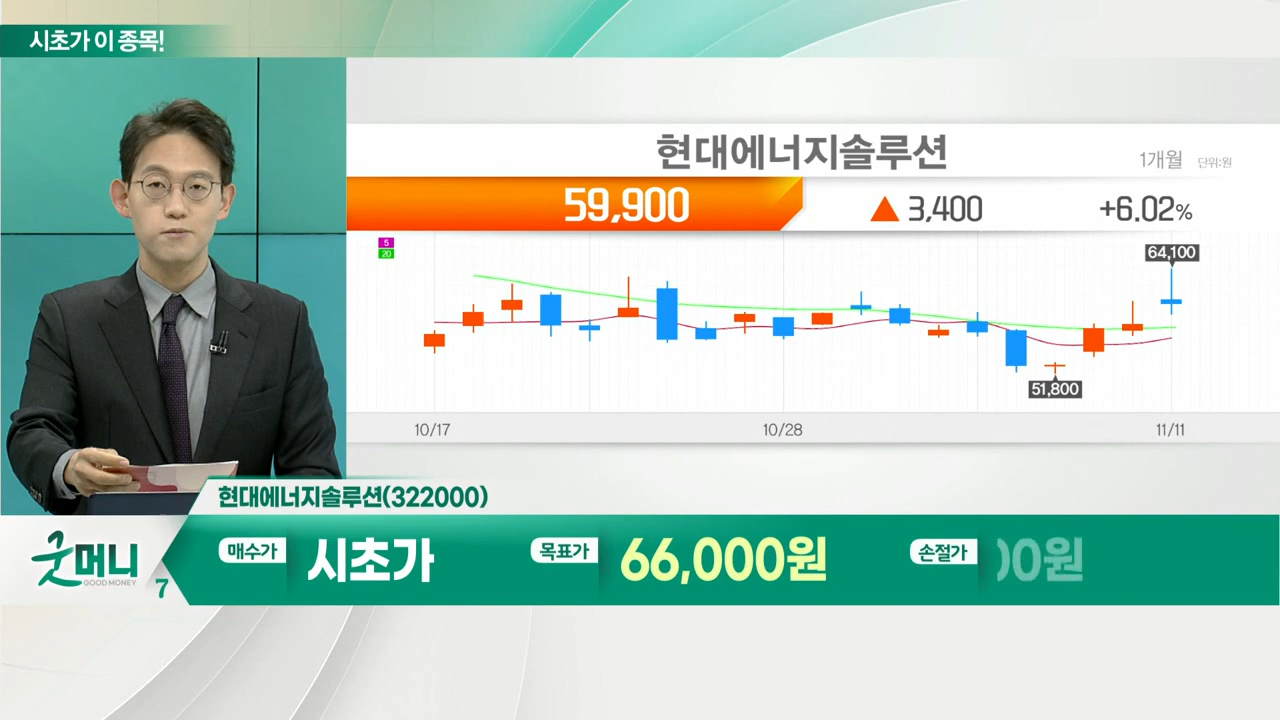 시초가 이 종목!
현대에너지솔루션
1개월 단위:원
59,900 ▲ 3,400 +6.02%
5
20
64,100
51,800
10/17 10/28 11/11
현대에너지솔루션(322000)
굿머니
GOOD MONEY
7
매수가 시초가 목표가 66,000원 손절가 00원